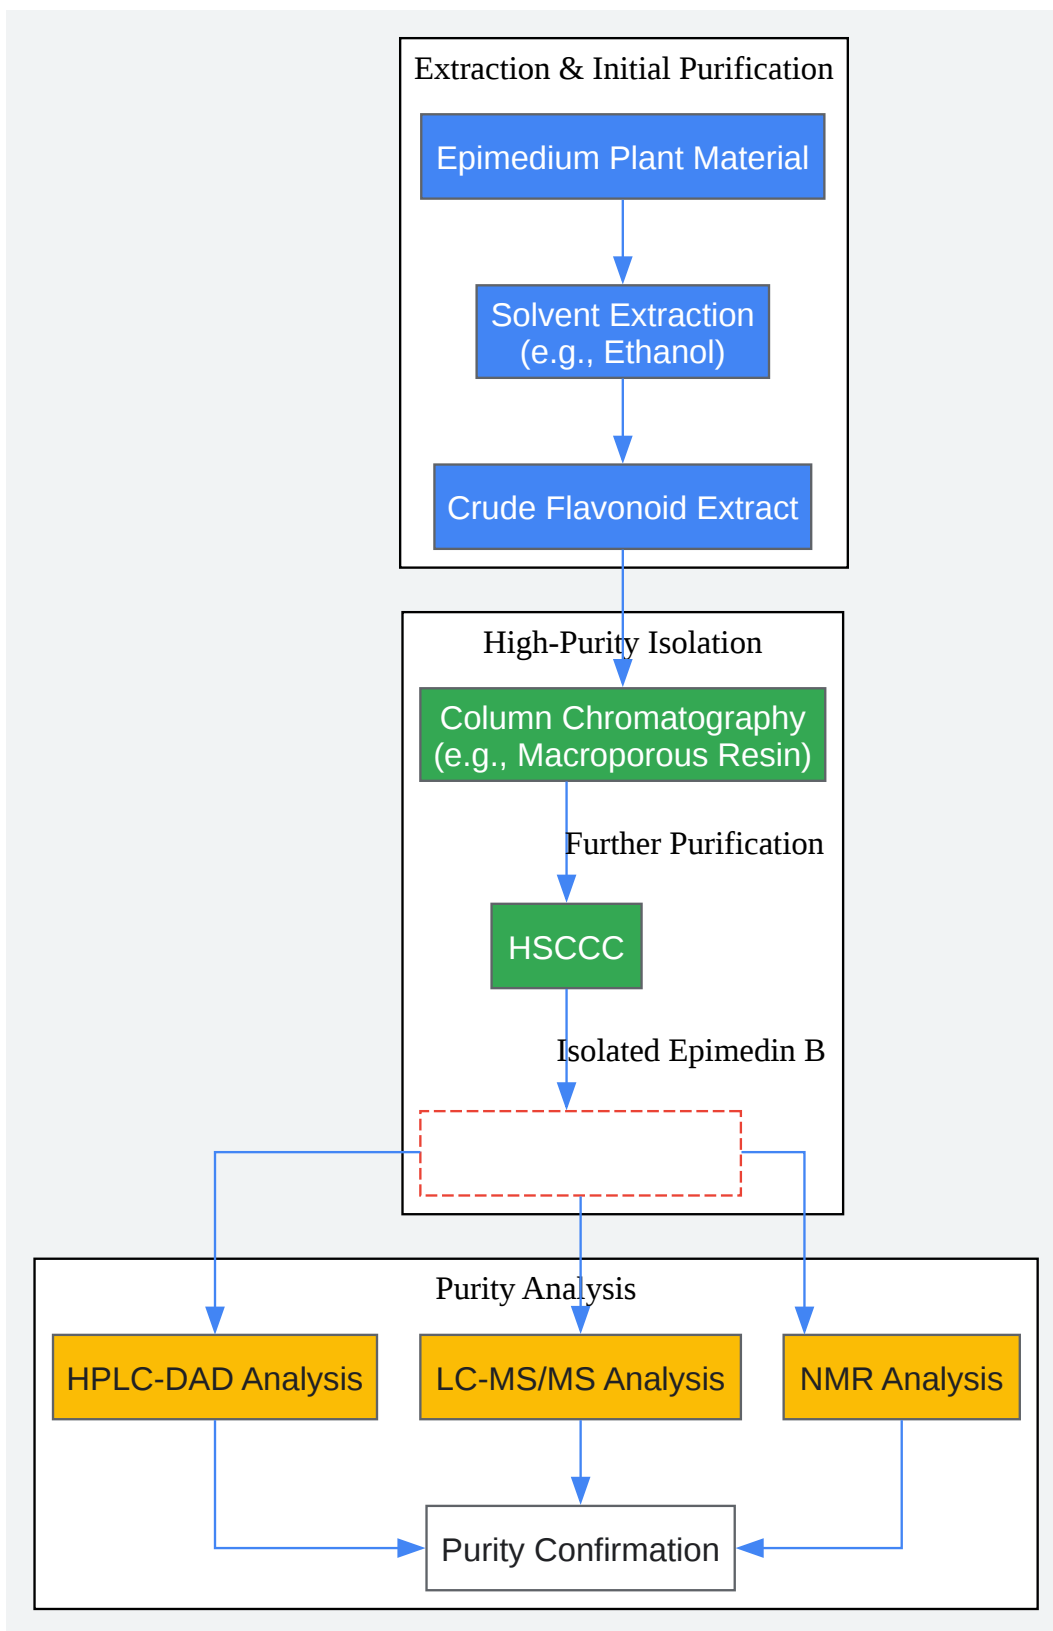 Extraction & Initial Purification
Epimedium Plant Material
Solvent Extraction
(e.g., Ethanol)
Crude Flavonoid Extract
High-Purity Isolation
Column Chromatography
(e.g., Macroporous Resin)
Further Purification
HSCCC
Isolated Epimedin B
Purity Analysis
HPLC-DAD Analysis
LC-MS/MS Analysis
NMR Analysis
Purity Confirmation